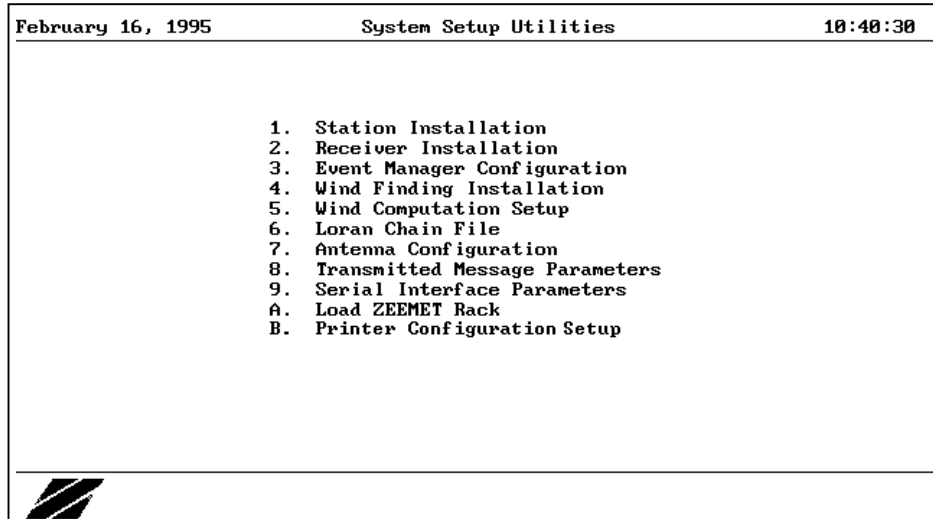 February 16, 1995 System Setup Utilities 10:40:30
1. Station Installation
2. Receiver Installation
3. Event Manager Configuration
4. Wind Finding Installation
5. Wind Computation Setup
6. Loran Chain File
7. Antenna Configuration
8. Transmitted Message Parameters
9. Serial Interface Parameters
A. Load ZEEMET Rack
B. Printer Configuration Setup